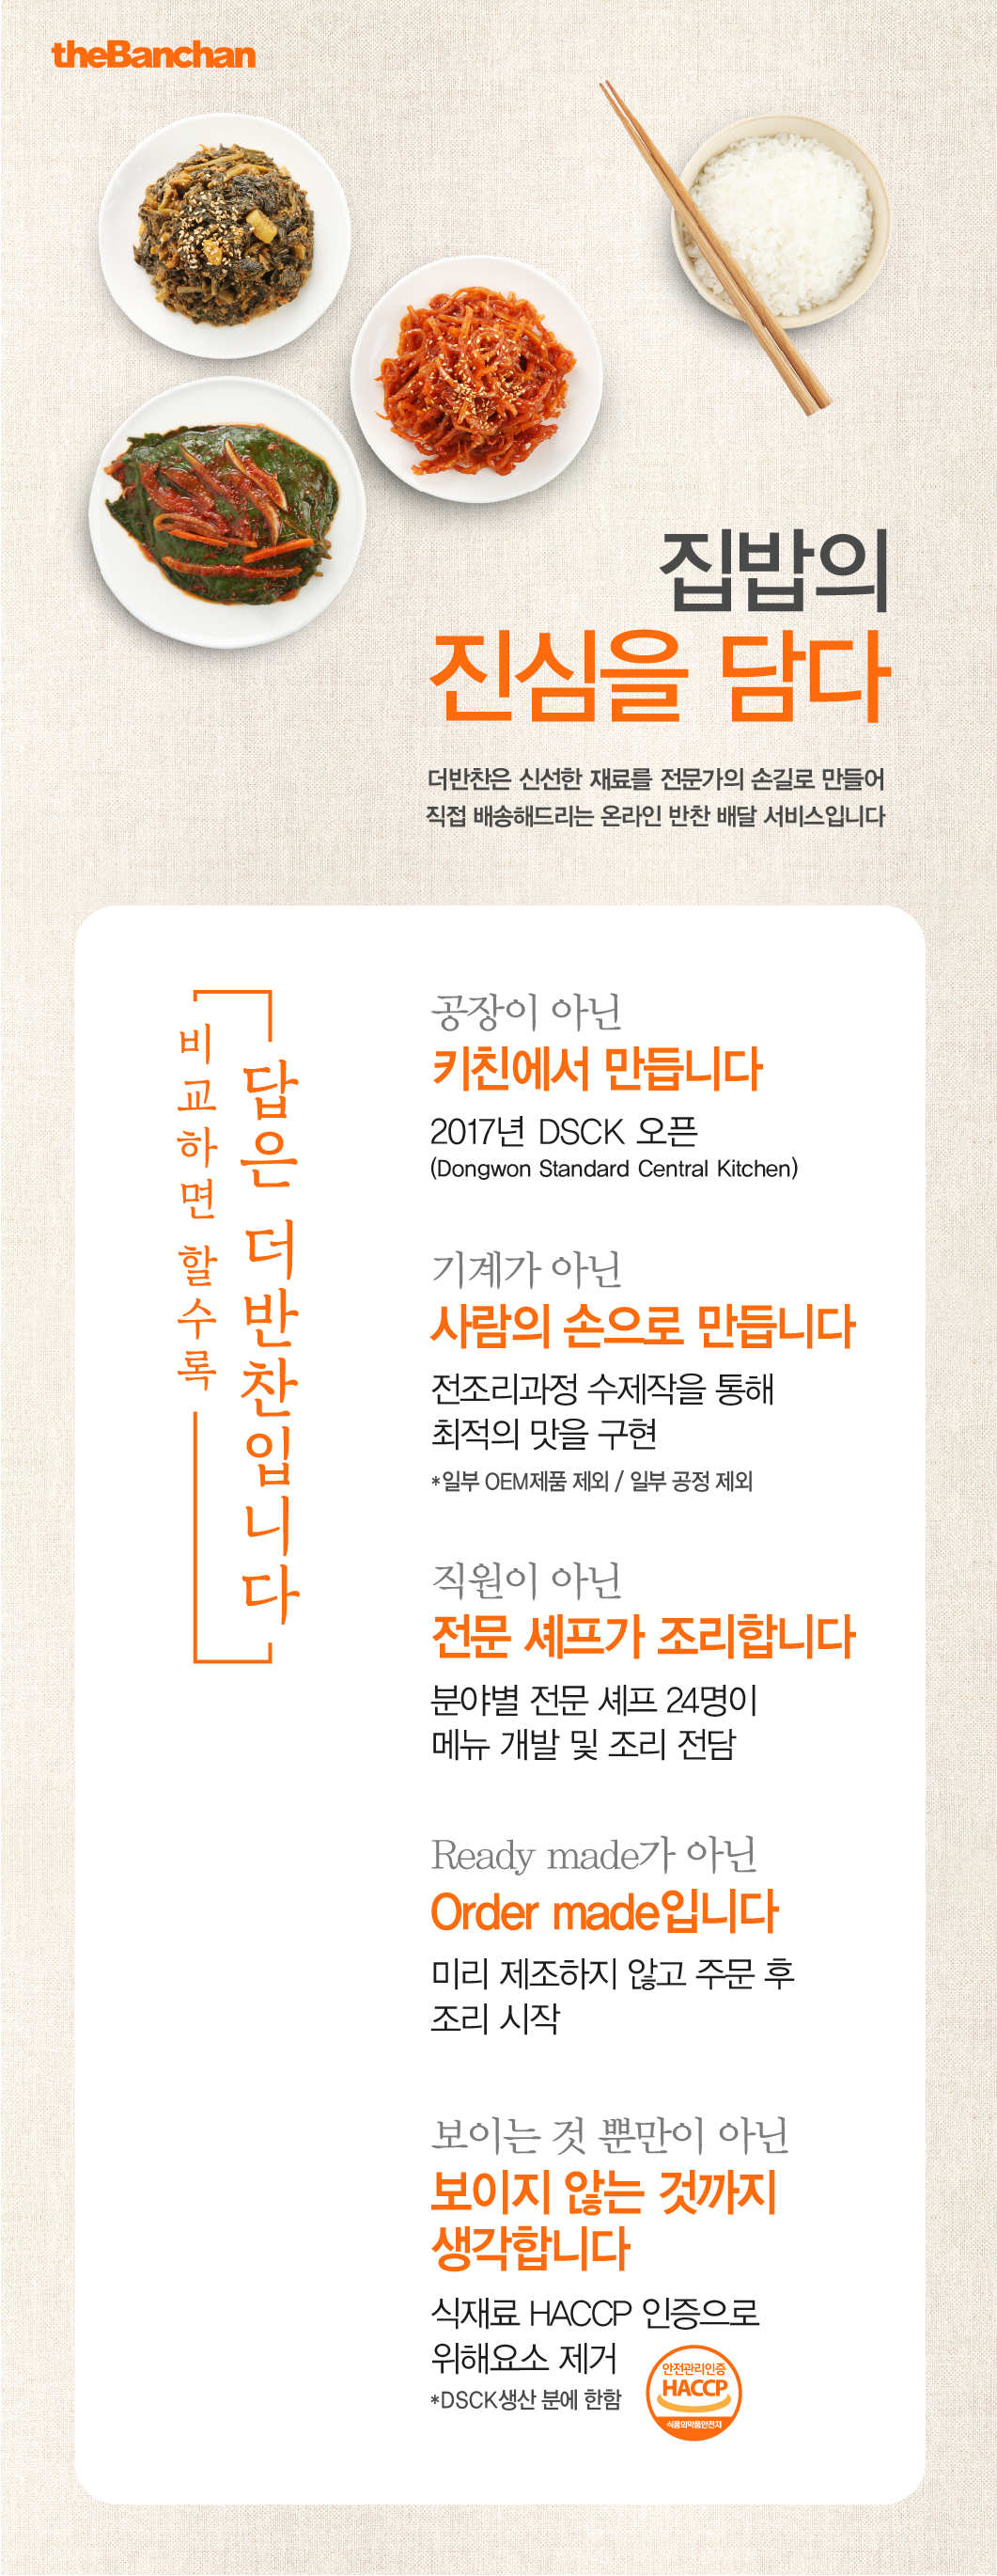 theBanchan
집밥의
진심을 담다
더반찬은 신선한 재료를 전문가의 손길로 만들어
직접 배송해드리는 온라인 반찬 배달 서비스입니다
비교하면 할수록
답은 더반찬입니다
공장이 아닌
키친에서 만듭니다
2017년 DSCK 오픈
(Dongwon Standard Central Kitchen)
기계가 아닌
사람의 손으로 만듭니다
전조리과정 수제작을 통해
최적의 맛을 구현
*일부 OEM제품 제외 / 일부 공정 제외
직원이 아닌
전문 셰프가 조리합니다
분야별 전문 셰프 24명이
메뉴 개발 및 조리 전담
Ready made가 아닌
Order made입니다
미리 제조하지 않고 주문 후
조리 시작
보이는 것 뿐만이 아닌
보이지 않는 것까지
생각합니다
식재료 HACCP 인증으로
위해요소 제거
*DSCK생산 분에 한함
안전관리인증
HACCP
식품의약품안전처